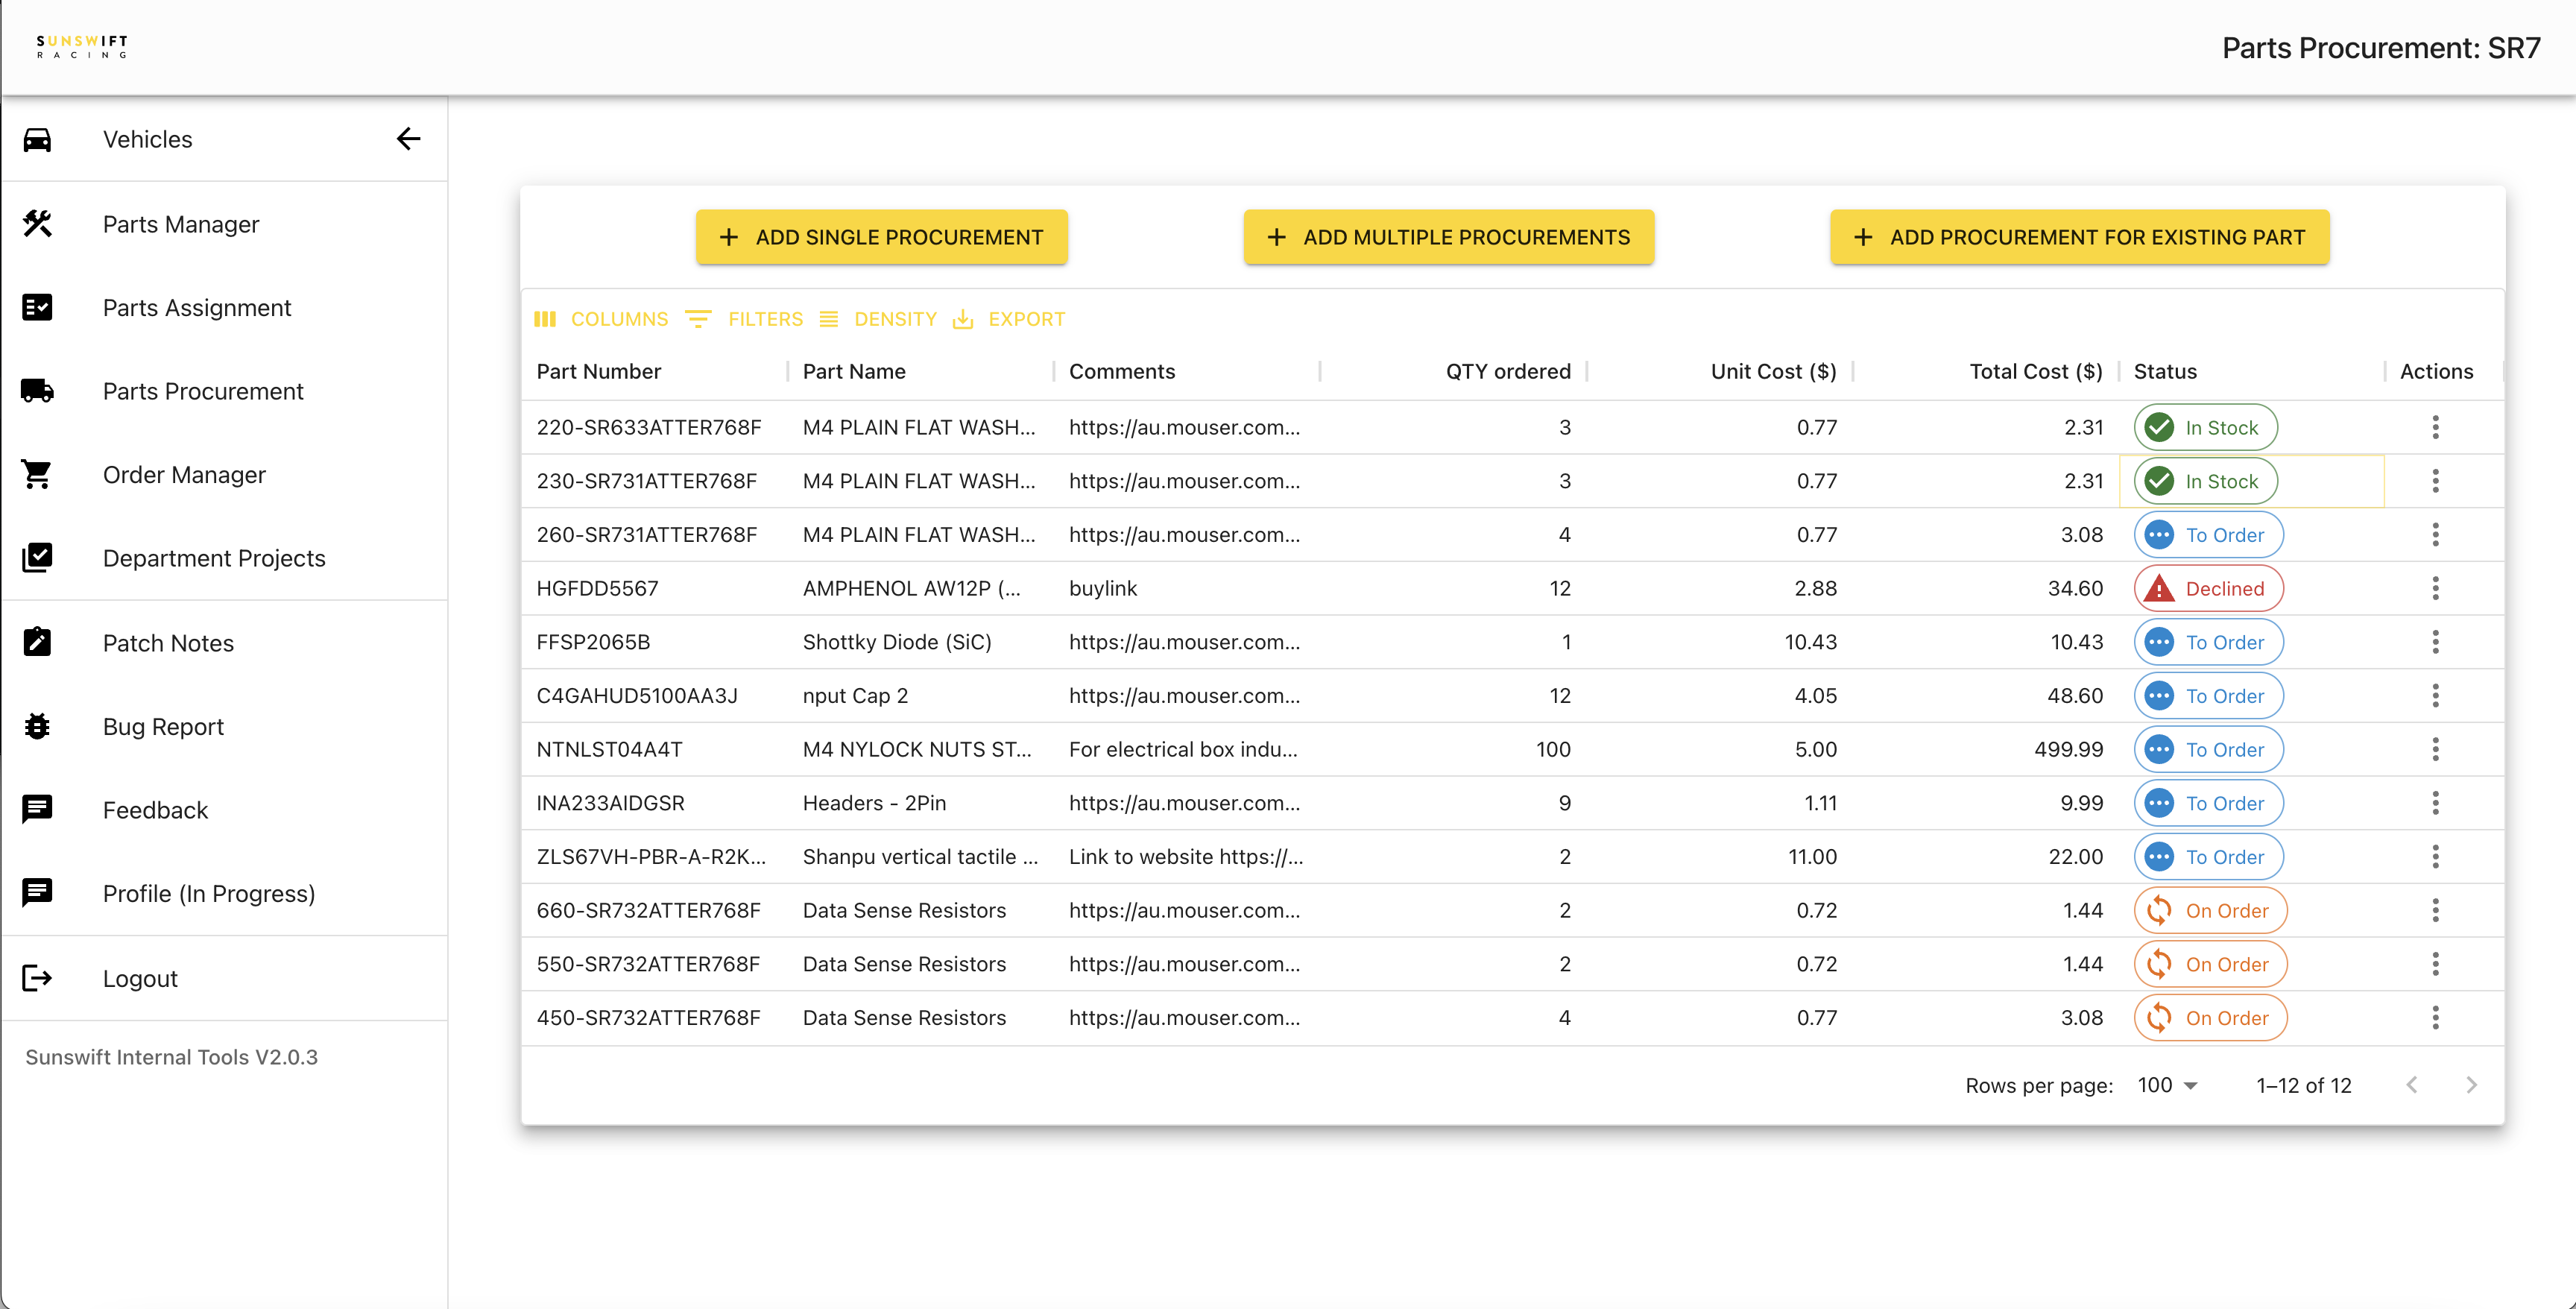 SUNSWIFT
RACING
Parts Procurement: SR7
Vehicles
Parts Manager
Parts Assignment
Parts Procurement
Order Manager
Department Projects
Patch Notes
Bug Report
Feedback
Profile (In Progress)
Logout
Sunswift Internal Tools V2.0.3
ADD SINGLE PROCUREMENT ADD MULTIPLE PROCUREMENTS ADD PROCUREMENT FOR EXISTING PART
COLUMNS FILTERS DENSITY EXPORT
Part Number Part Name Comments QTY ordered Unit Cost ($) Total Cost ($) Status Actions
220-SR633ATTER768F M4 PLAIN FLAT WASH... https://au.mouser.com... 3 0.77 2.31 In Stock
230-SR731ATTER768F M4 PLAIN FLAT WASH... https://au.mouser.com... 3 0.77 2.31 In Stock
260-SR731ATTER768F M4 PLAIN FLAT WASH... https://au.mouser.com... 4 0.77 3.08 To Order
HGFDD5567 AMPHENOL AW12P (... buylink 12 2.88 34.60 Declined
FFSP2065B Shottky Diode (SiC) https://au.mouser.com... 1 10.43 10.43 To Order
C4GAHUD5100AA3J nput Cap 2 https://au.mouser.com... 12 4.05 48.60 To Order
NTNLST04A4T M4 NYLOCK NUTS ST... For electrical box indu... 100 5.00 499.99 To Order
INA233AIDGSR Headers - 2Pin https://au.mouser.com... 9 1.11 9.99 To Order
ZLS67VH-PBR-A-R2K... Shanpu vertical tactile ... Link to website https://... 2 11.00 22.00 To Order
660-SR732ATTER768F Data Sense Resistors https://au.mouser.com... 2 0.72 1.44 On Order
550-SR732ATTER768F Data Sense Resistors https://au.mouser.com... 2 0.72 1.44 On Order
450-SR732ATTER768F Data Sense Resistors https://au.mouser.com... 4 0.77 3.08 On Order
Rows per page: 100 1–12 of 12